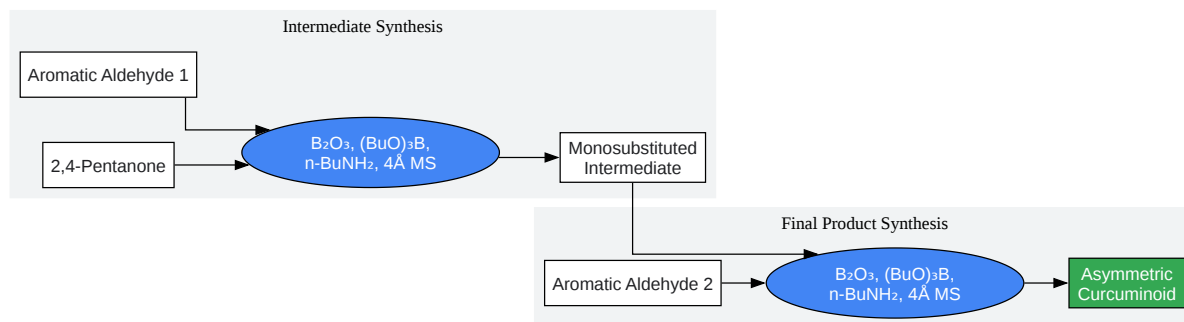 Intermediate Synthesis
Aromatic Aldehyde 1
2,4-Pentanone
B₂O₃, (BuO)₃B,
n-BuNH₂, 4Å MS
Monosubstituted
Intermediate
Final Product Synthesis
Aromatic Aldehyde 2
B₂O₃, (BuO)₃B,
n-BuNH₂, 4Å MS
Asymmetric
Curcuminoid